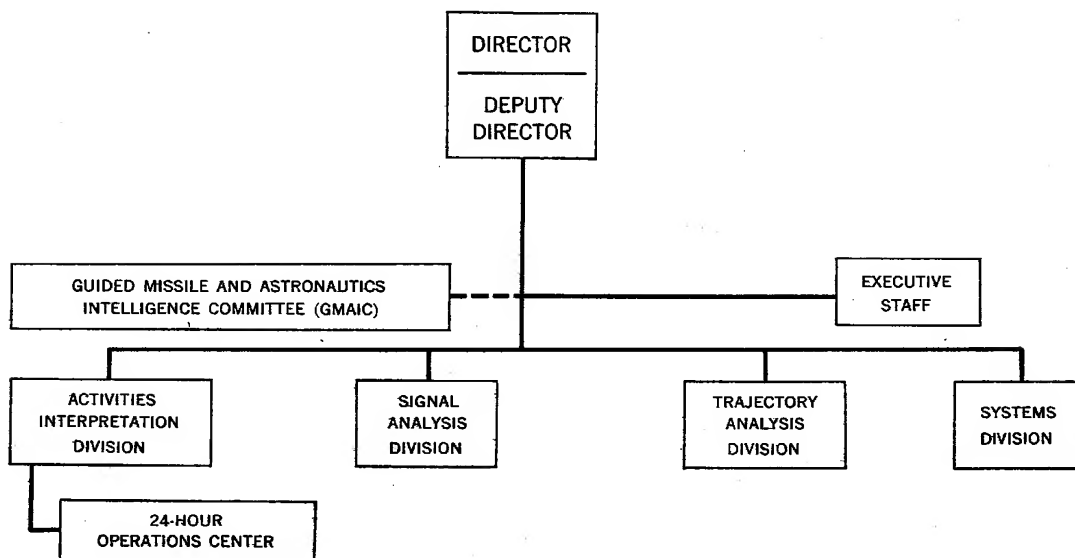 DIRECTOR
DEPUTY
DIRECTOR
GUIDED MISSILE AND ASTRONAUTICS
INTELLIGENCE COMMITTEE (GMAIC)
EXECUTIVE
STAFF
ACTIVITIES
INTERPRETATION
DIVISION
SIGNAL
ANALYSIS
DIVISION
TRAJECTORY
ANALYSIS
DIVISION
SYSTEMS
DIVISION
24-HOUR
OPERATIONS CENTER